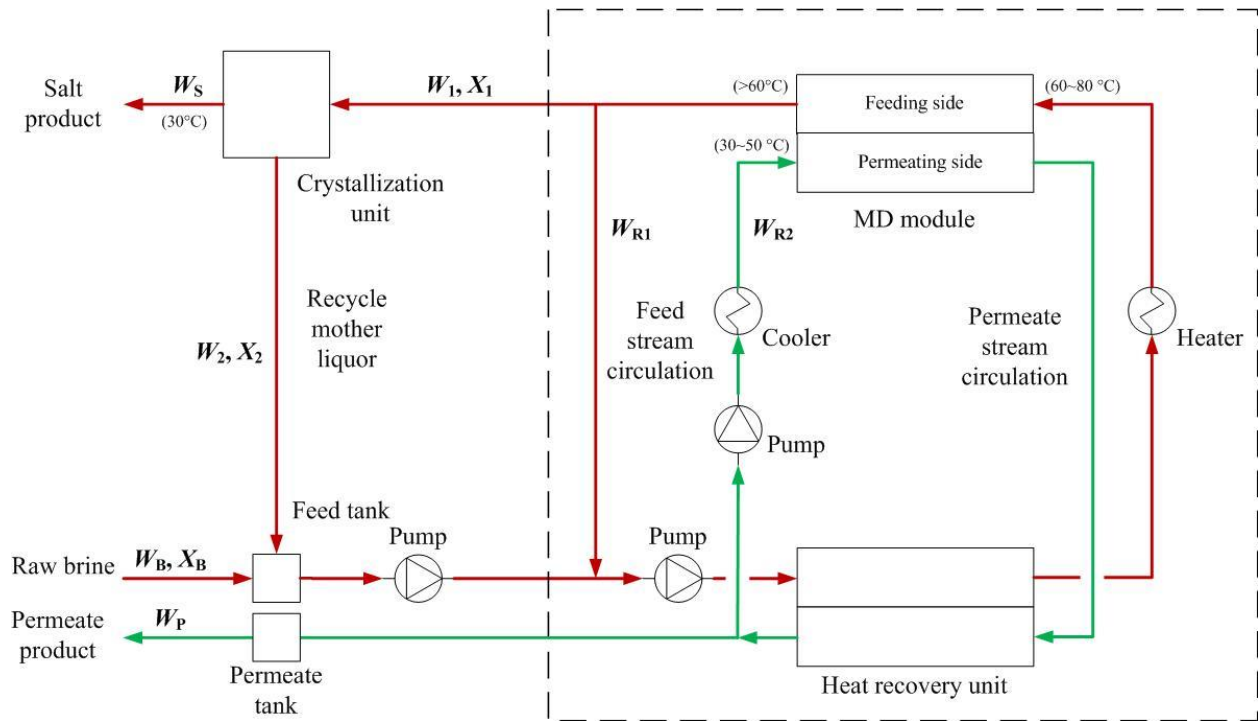 Salt
product
W_S
(30°C)
W_1, X_1
(>60°C)
Feeding side
(60~80 °C)
(30~50 °C)
Permeating side
Crystallization
unit
MD module
W_R1
W_R2
Recycle
mother
liquor
W_2, X_2
Feed
stream
circulation
Cooler
Permeate
stream
circulation
Heater
Pump
Feed tank
Pump
Pump
Raw brine
W_B, X_B
Permeate
product
W_P
Permeate
tank
Heat recovery unit